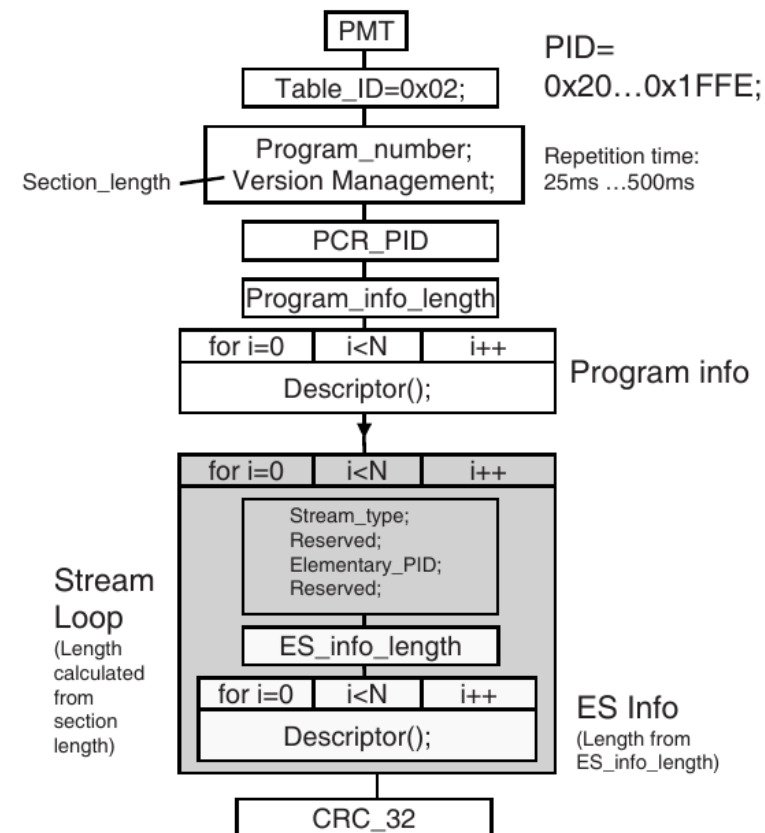 PMT
PID=
0x20...0x1FFE;
Table_ID=0x02;
Program_number;
Version Management;
Section_length
Repetition time:
25ms ...500ms
PCR_PID
Program_info_length
for i=0 i<N i++
Descriptor();
Program info
for i=0 i<N i++
Stream_type;
Reserved;
Elementary_PID;
Reserved;
Stream
Loop
(Length
calculated
from
section
length)
ES_info_length
for i=0 i<N i++
Descriptor();
ES Info
(Length from
ES_info_length)
CRC_32